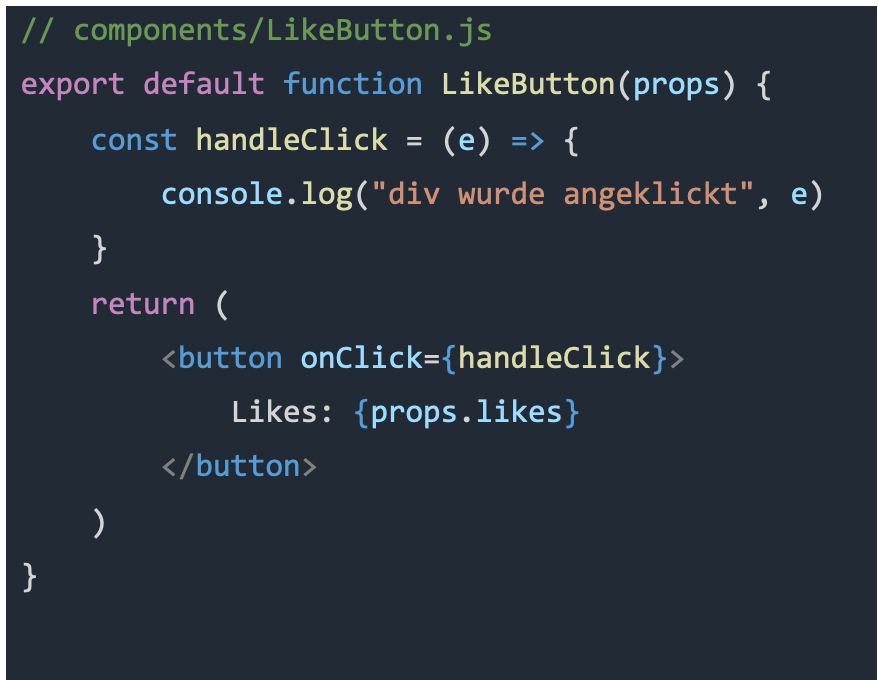 // components/LikeButton.js
export default function LikeButton(props) {
    const handleClick = (e) => {
        console.log("div wurde angeklickt", e)
    }
    return (
        <button onClick={handleClick}>
            Likes: {props.likes}
        </button>
    )
}